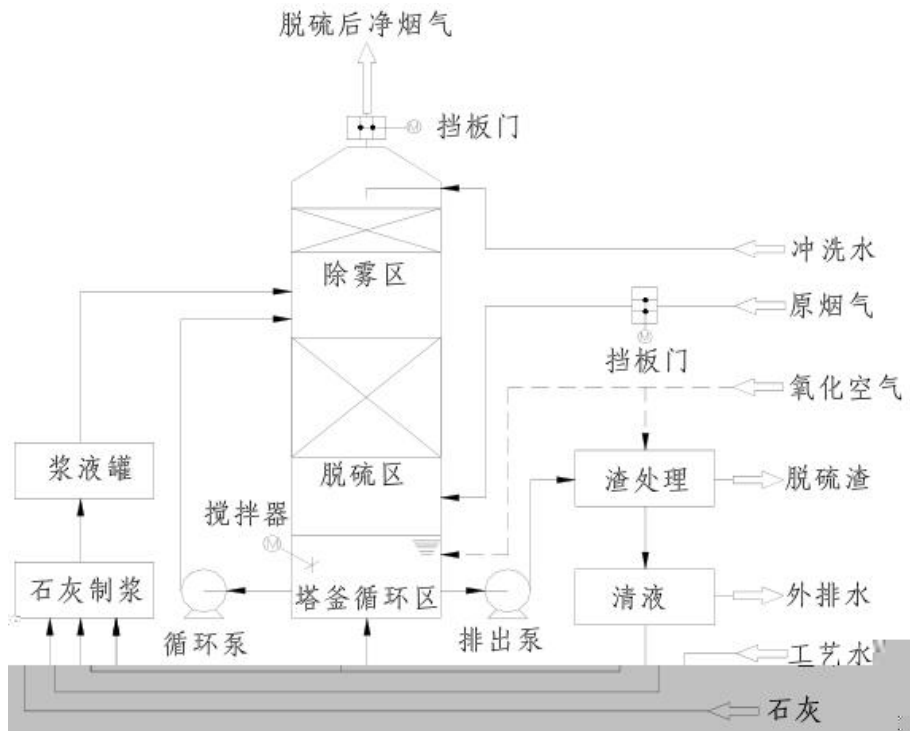 脱硫后净烟气
M
挡板门
冲洗水
除雾区
原烟气
M
挡板门
氧化空气
浆液罐
脱硫区
渣处理
脱硫渣
搅拌器
M
石灰制浆
塔釜循环区
清液
外排水
循环泵
排出泵
工艺水
石灰